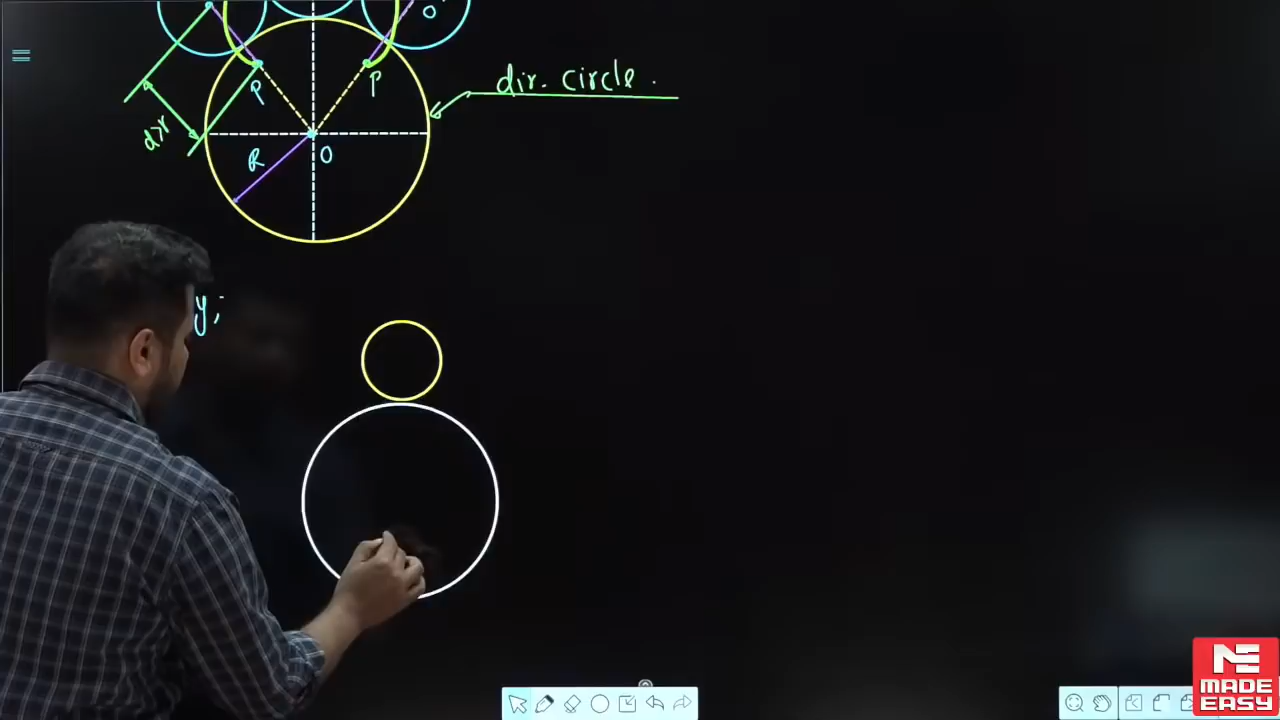 O'
P
P
dir. circle.
d>r
R
O
y;
MADE
EASY